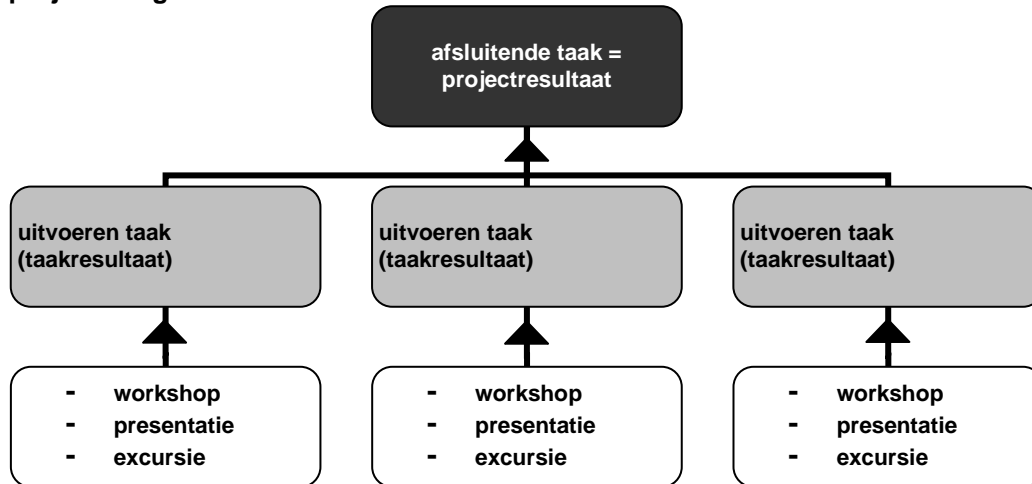 afsluitende taak =
projectresultaat
uitvoeren taak
(taakresultaat)
uitvoeren taak
(taakresultaat)
uitvoeren taak
(taakresultaat)
- workshop
- presentatie
- excursie
- workshop
- presentatie
- excursie
- workshop
- presentatie
- excursie